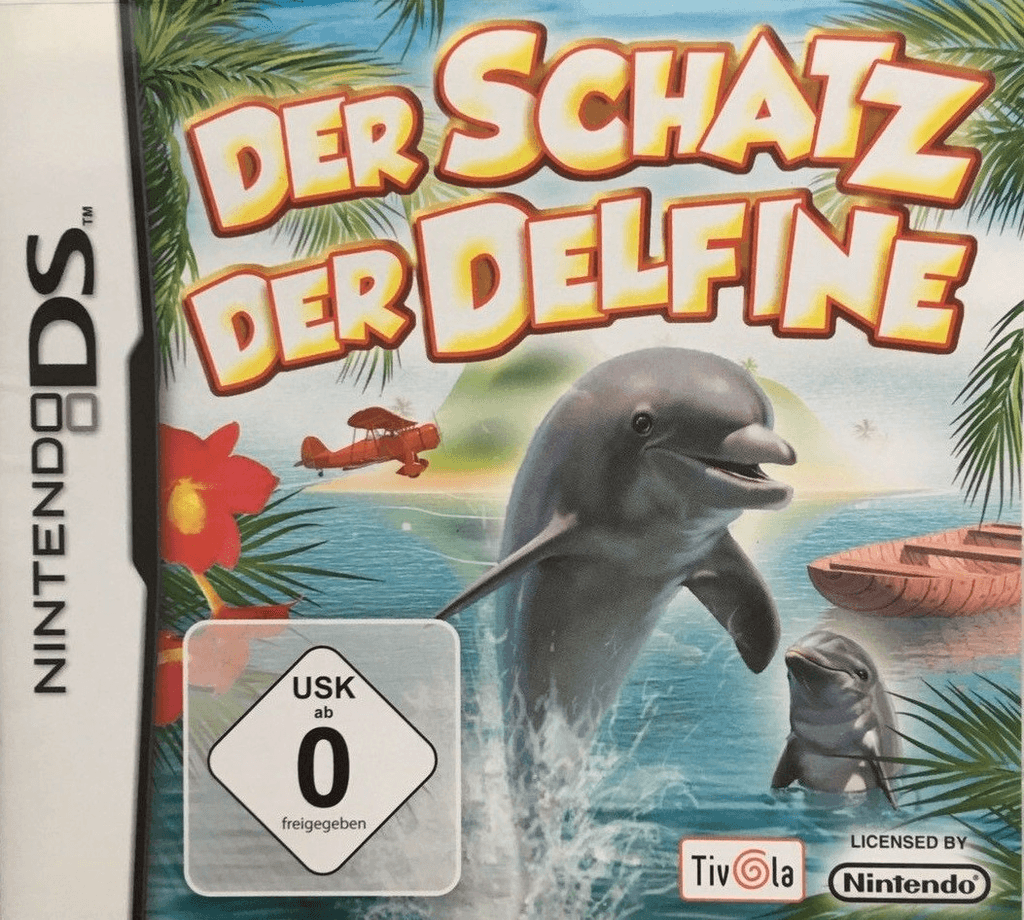 NINTENDO DS™
DER SCHATZ
DER DELFINE
USK
ab
0
freigegeben
Tivola
LICENSED BY
Nintendo®